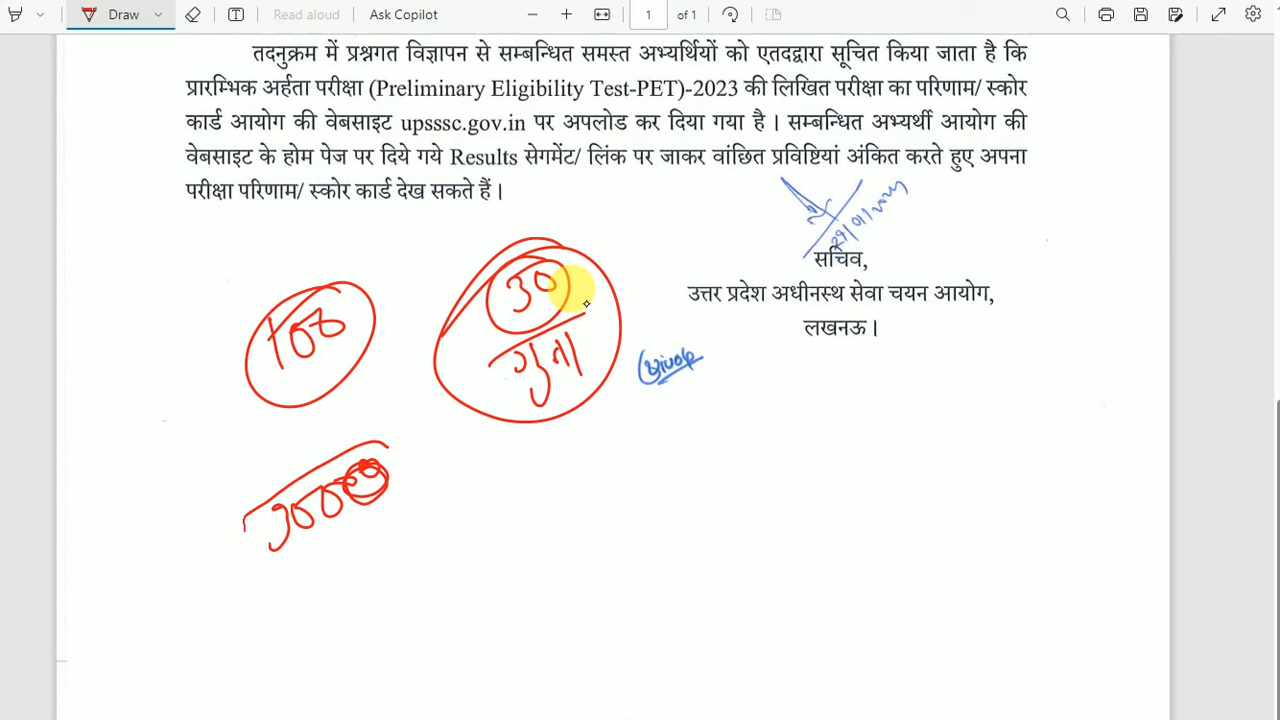 Draw
Read aloud
Ask Copilot
1 of 1
तदनुक्रम में प्रश्नगत विज्ञापन से सम्बन्धित समस्त अभ्यर्थियों को एतदद्वारा सूचित किया जाता है कि
प्रारम्भिक अर्हता परीक्षा (Preliminary Eligibility Test-PET)-2023 की लिखित परीक्षा का परिणाम/ स्कोर
कार्ड आयोग की वेबसाइट upsssc.gov.in पर अपलोड कर दिया गया है। सम्बन्धित अभ्यर्थी आयोग की
वेबसाइट के होम पेज पर दिये गये Results सेगमेंट/ लिंक पर जाकर वांछित प्रविष्टियां अंकित करते हुए अपना
परीक्षा परिणाम/ स्कोर कार्ड देख सकते हैं।
सचिव,
उत्तर प्रदेश अधीनस्थ सेवा चयन आयोग,
लखनऊ।
100
30
गुना